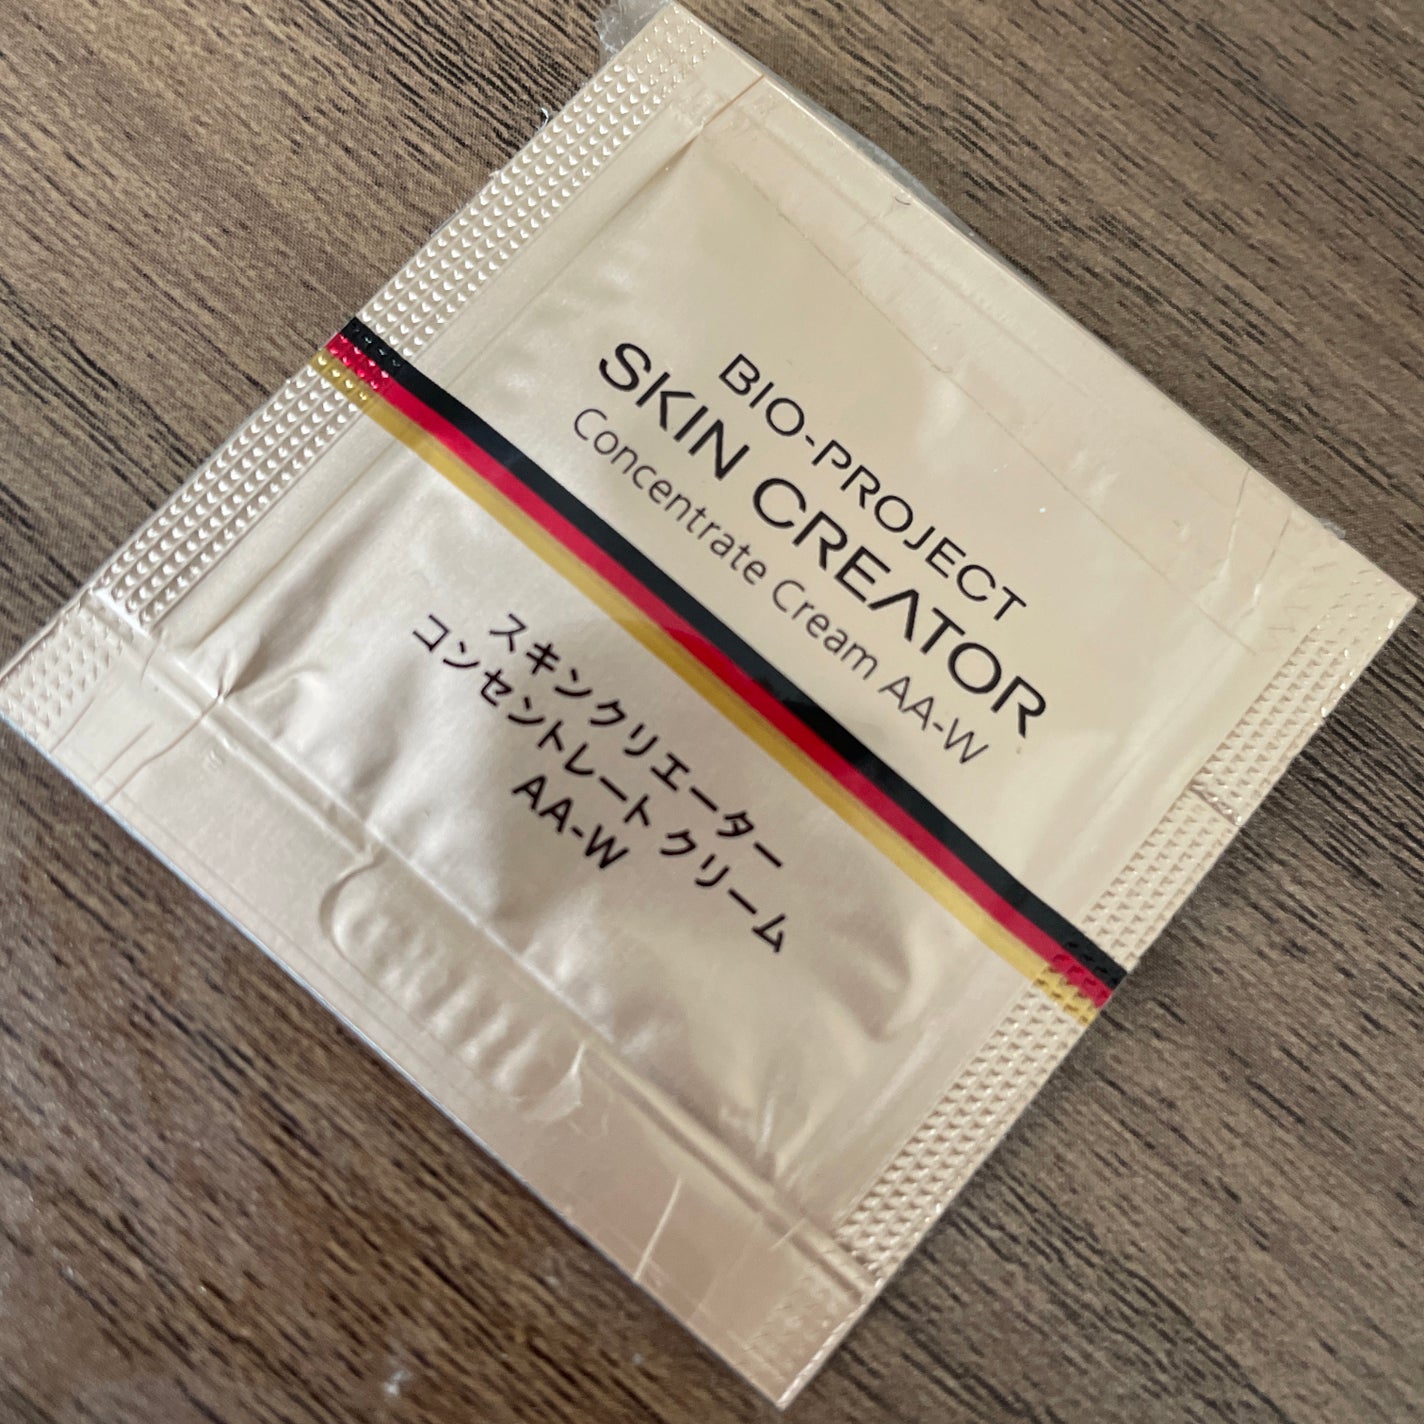 BIO-PROJECT
SKIN CREATOR
Concentrate Cream AA-W
スキンクリエーター
コンセントレート クリーム
AA-W